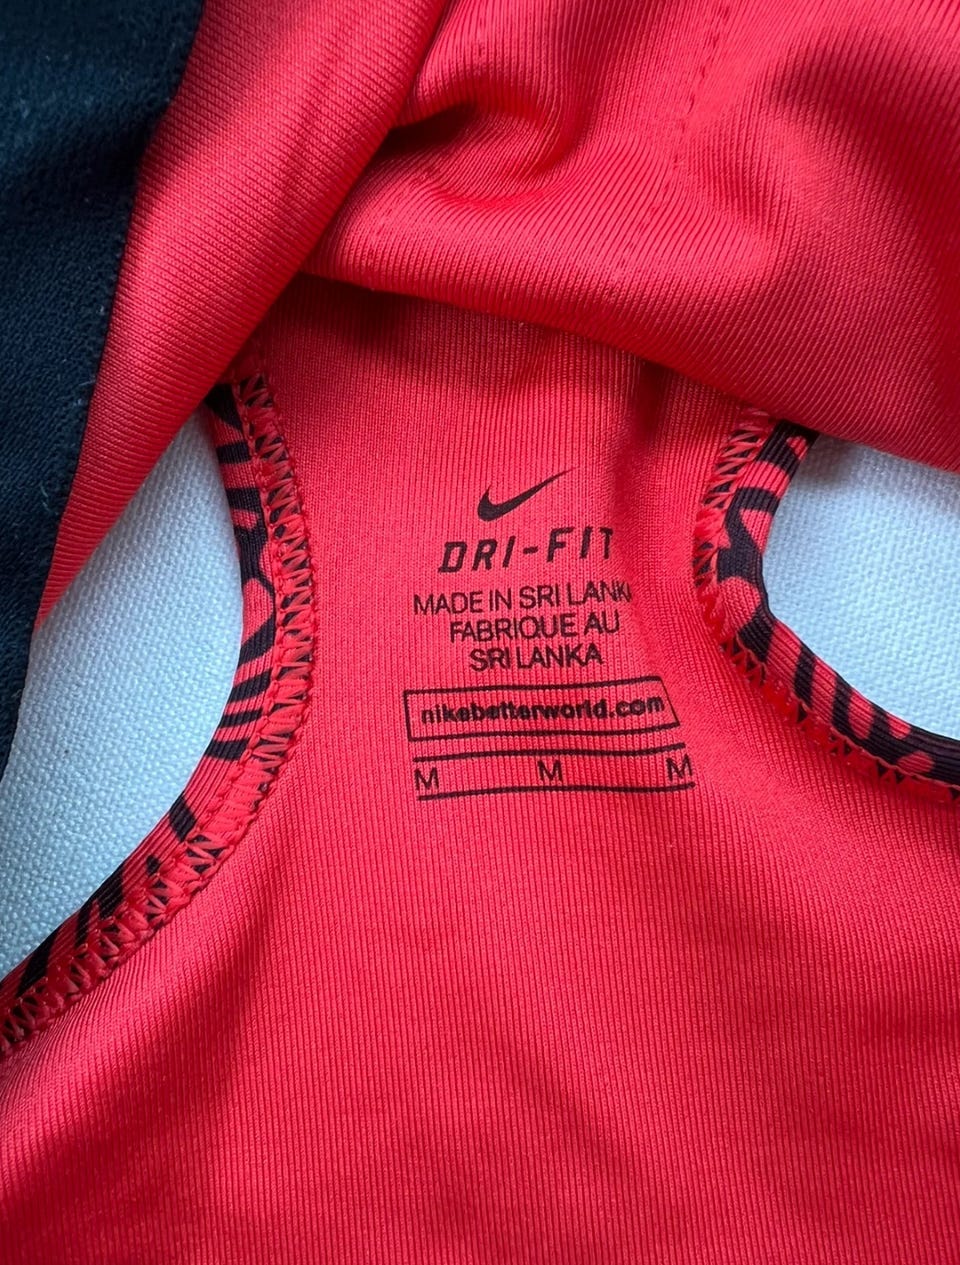 DRI-FIT
MADE IN SRI LANKA
FABRIQUE AU
SRI LANKA
nikebetterworld.com
M M M